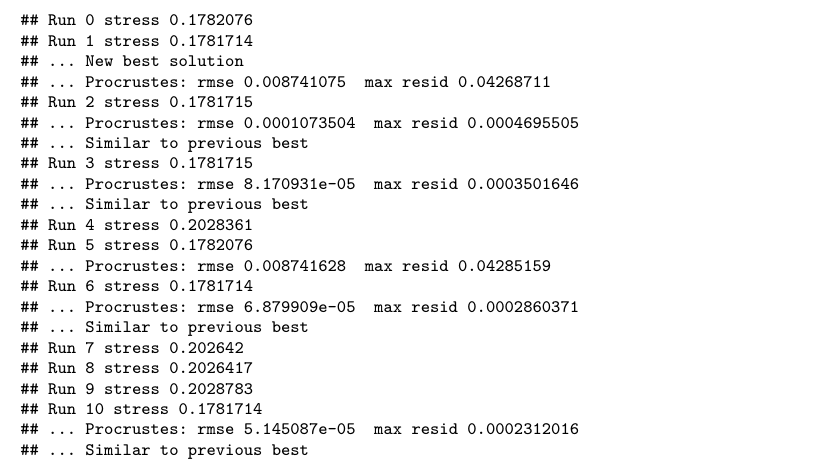 ## Run 0 stress 0.1782076
## Run 1 stress 0.1781714
## ... New best solution
## ... Procrustes: rmse 0.008741075  max resid 0.04268711
## Run 2 stress 0.1781715
## ... Procrustes: rmse 0.0001073504  max resid 0.0004695505
## ... Similar to previous best
## Run 3 stress 0.1781715
## ... Procrustes: rmse 8.170931e-05  max resid 0.0003501646
## ... Similar to previous best
## Run 4 stress 0.2028361
## Run 5 stress 0.1782076
## ... Procrustes: rmse 0.008741628  max resid 0.04285159
## Run 6 stress 0.1781714
## ... Procrustes: rmse 6.879909e-05  max resid 0.0002860371
## ... Similar to previous best
## Run 7 stress 0.202642
## Run 8 stress 0.2026417
## Run 9 stress 0.2028783
## Run 10 stress 0.1781714
## ... Procrustes: rmse 5.145087e-05  max resid 0.0002312016
## ... Similar to previous best